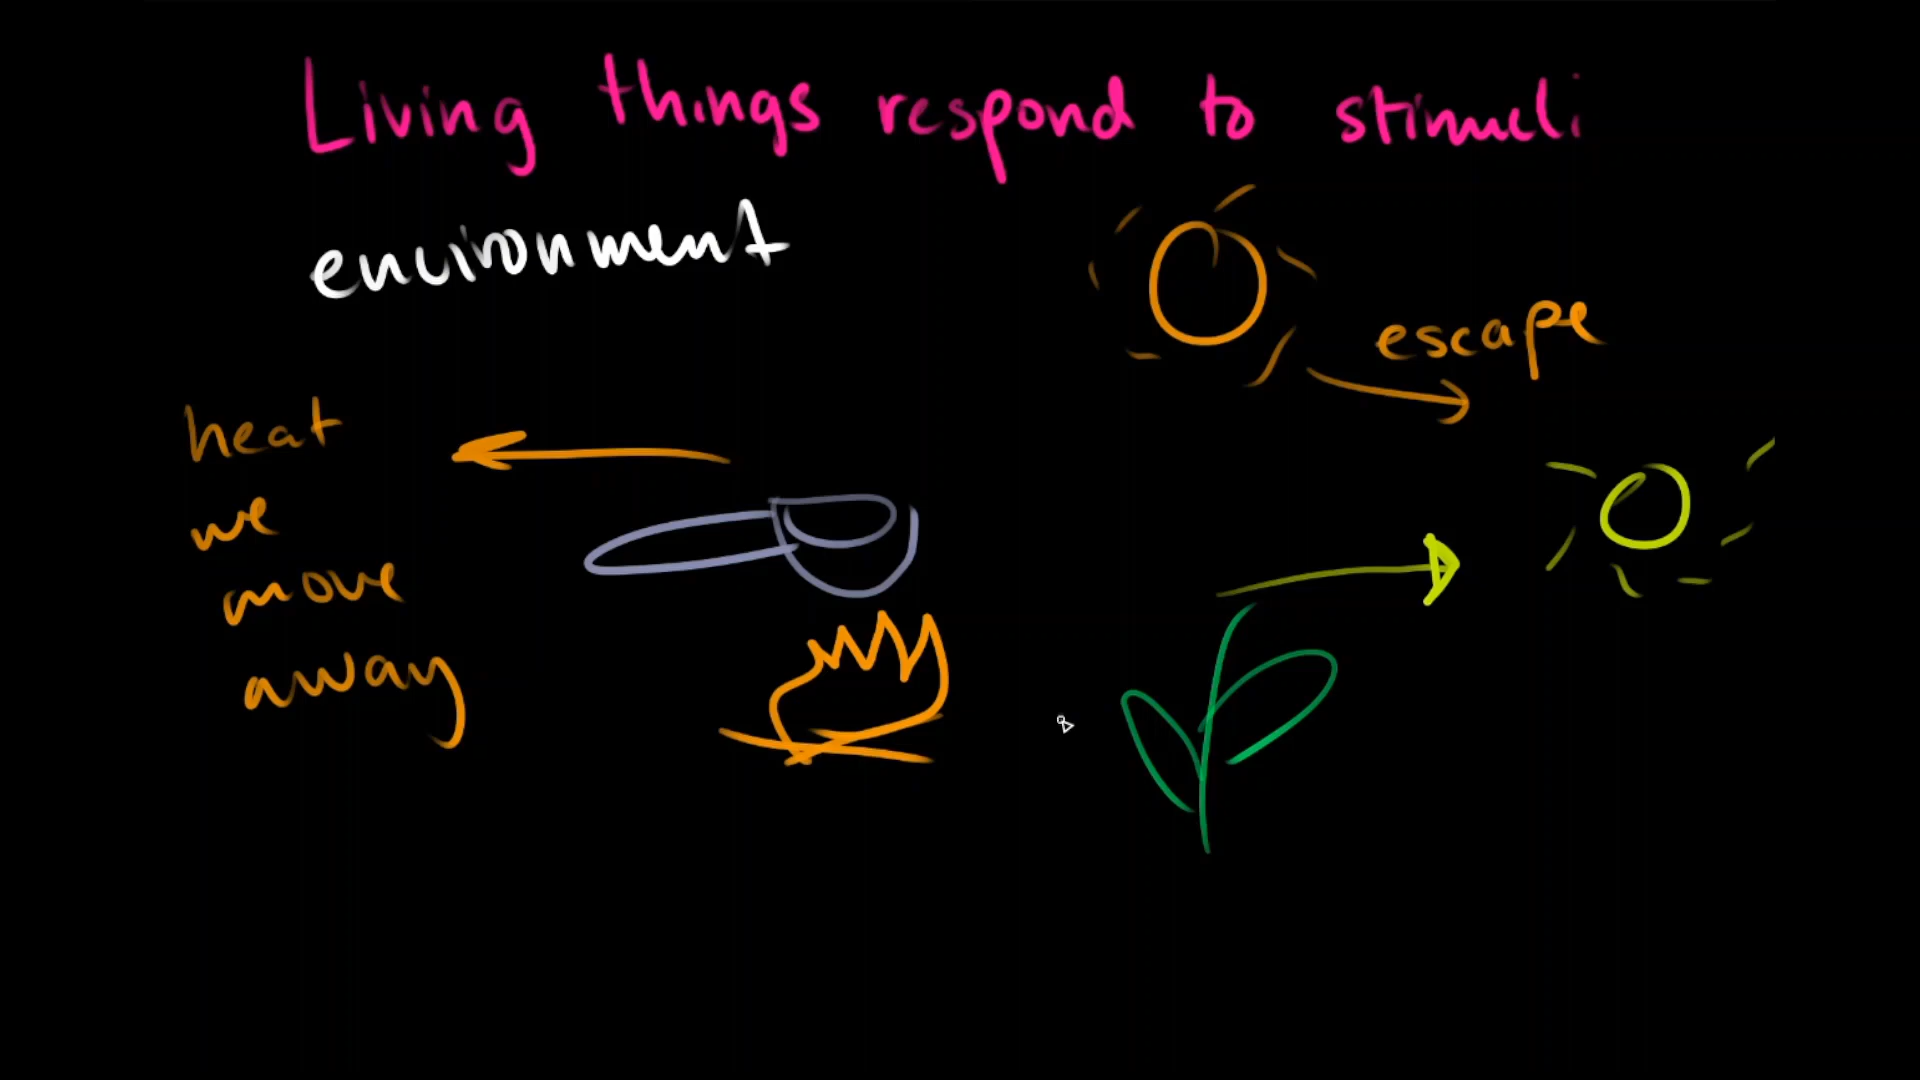 Living things respond to stimuli
environment
escape
heat
we
move
away